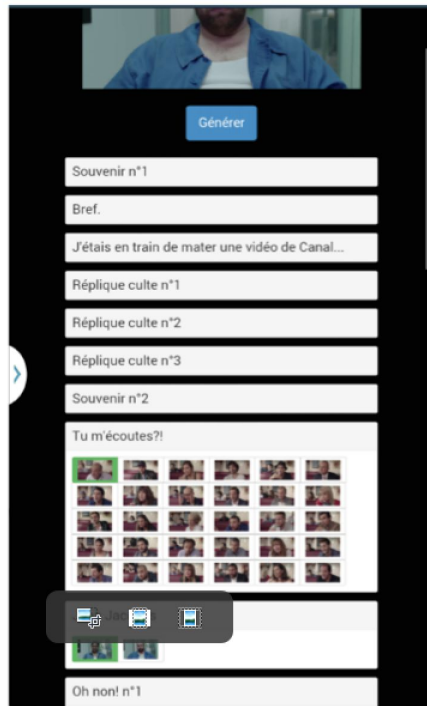 Générer
Souvenir n°1
Bref.
J'étais en train de mater une vidéo de Canal...
Réplique culte n°1
Réplique culte n°2
Réplique culte n°3
Souvenir n°2
Tu m'écoutes?!
Oh non! n°1